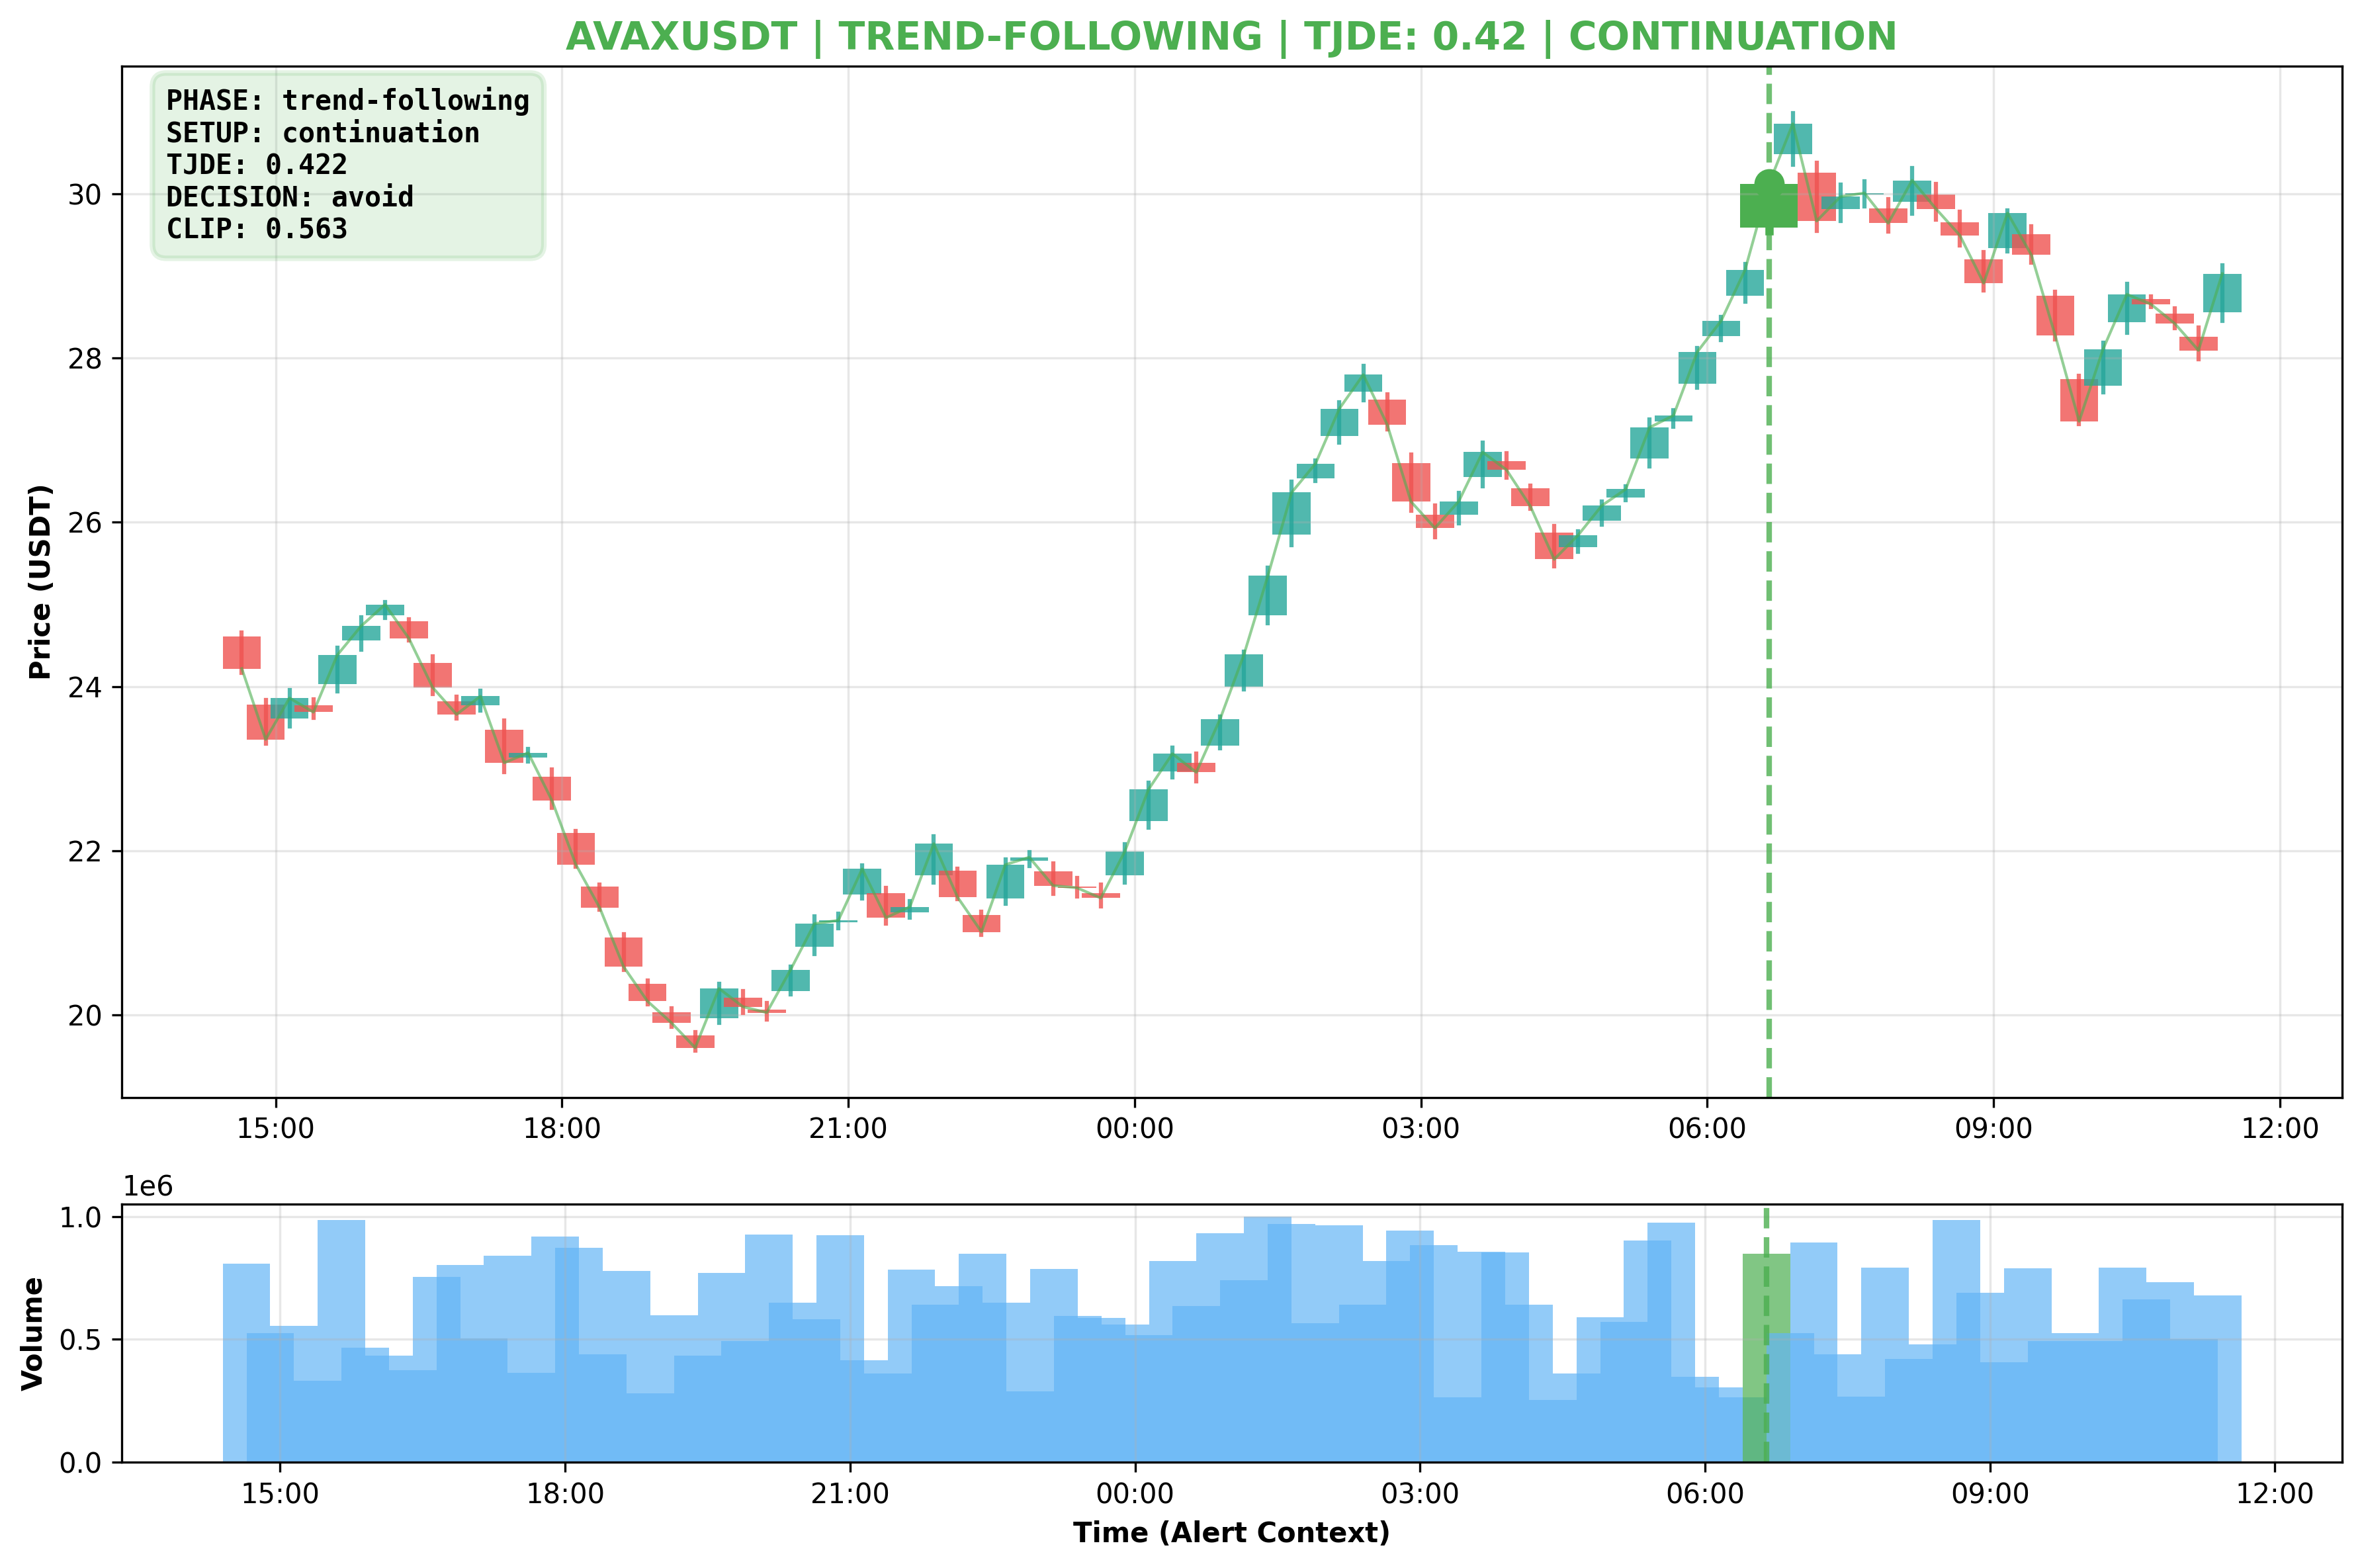 AVAXUSDT | TREND-FOLLOWING | TJDE: 0.42 | CONTINUATION
PHASE: trend-following
SETUP: continuation
TJDE: 0.422
DECISION: avoid
CLIP: 0.563
Price (USDT)
30
28
26
24
22
20
15:00 18:00 21:00 00:00 03:00 06:00 09:00 12:00
1e6
Volume
1.0
0.5
0.0
15:00 18:00 21:00 00:00 03:00 06:00 09:00 12:00
Time (Alert Context)